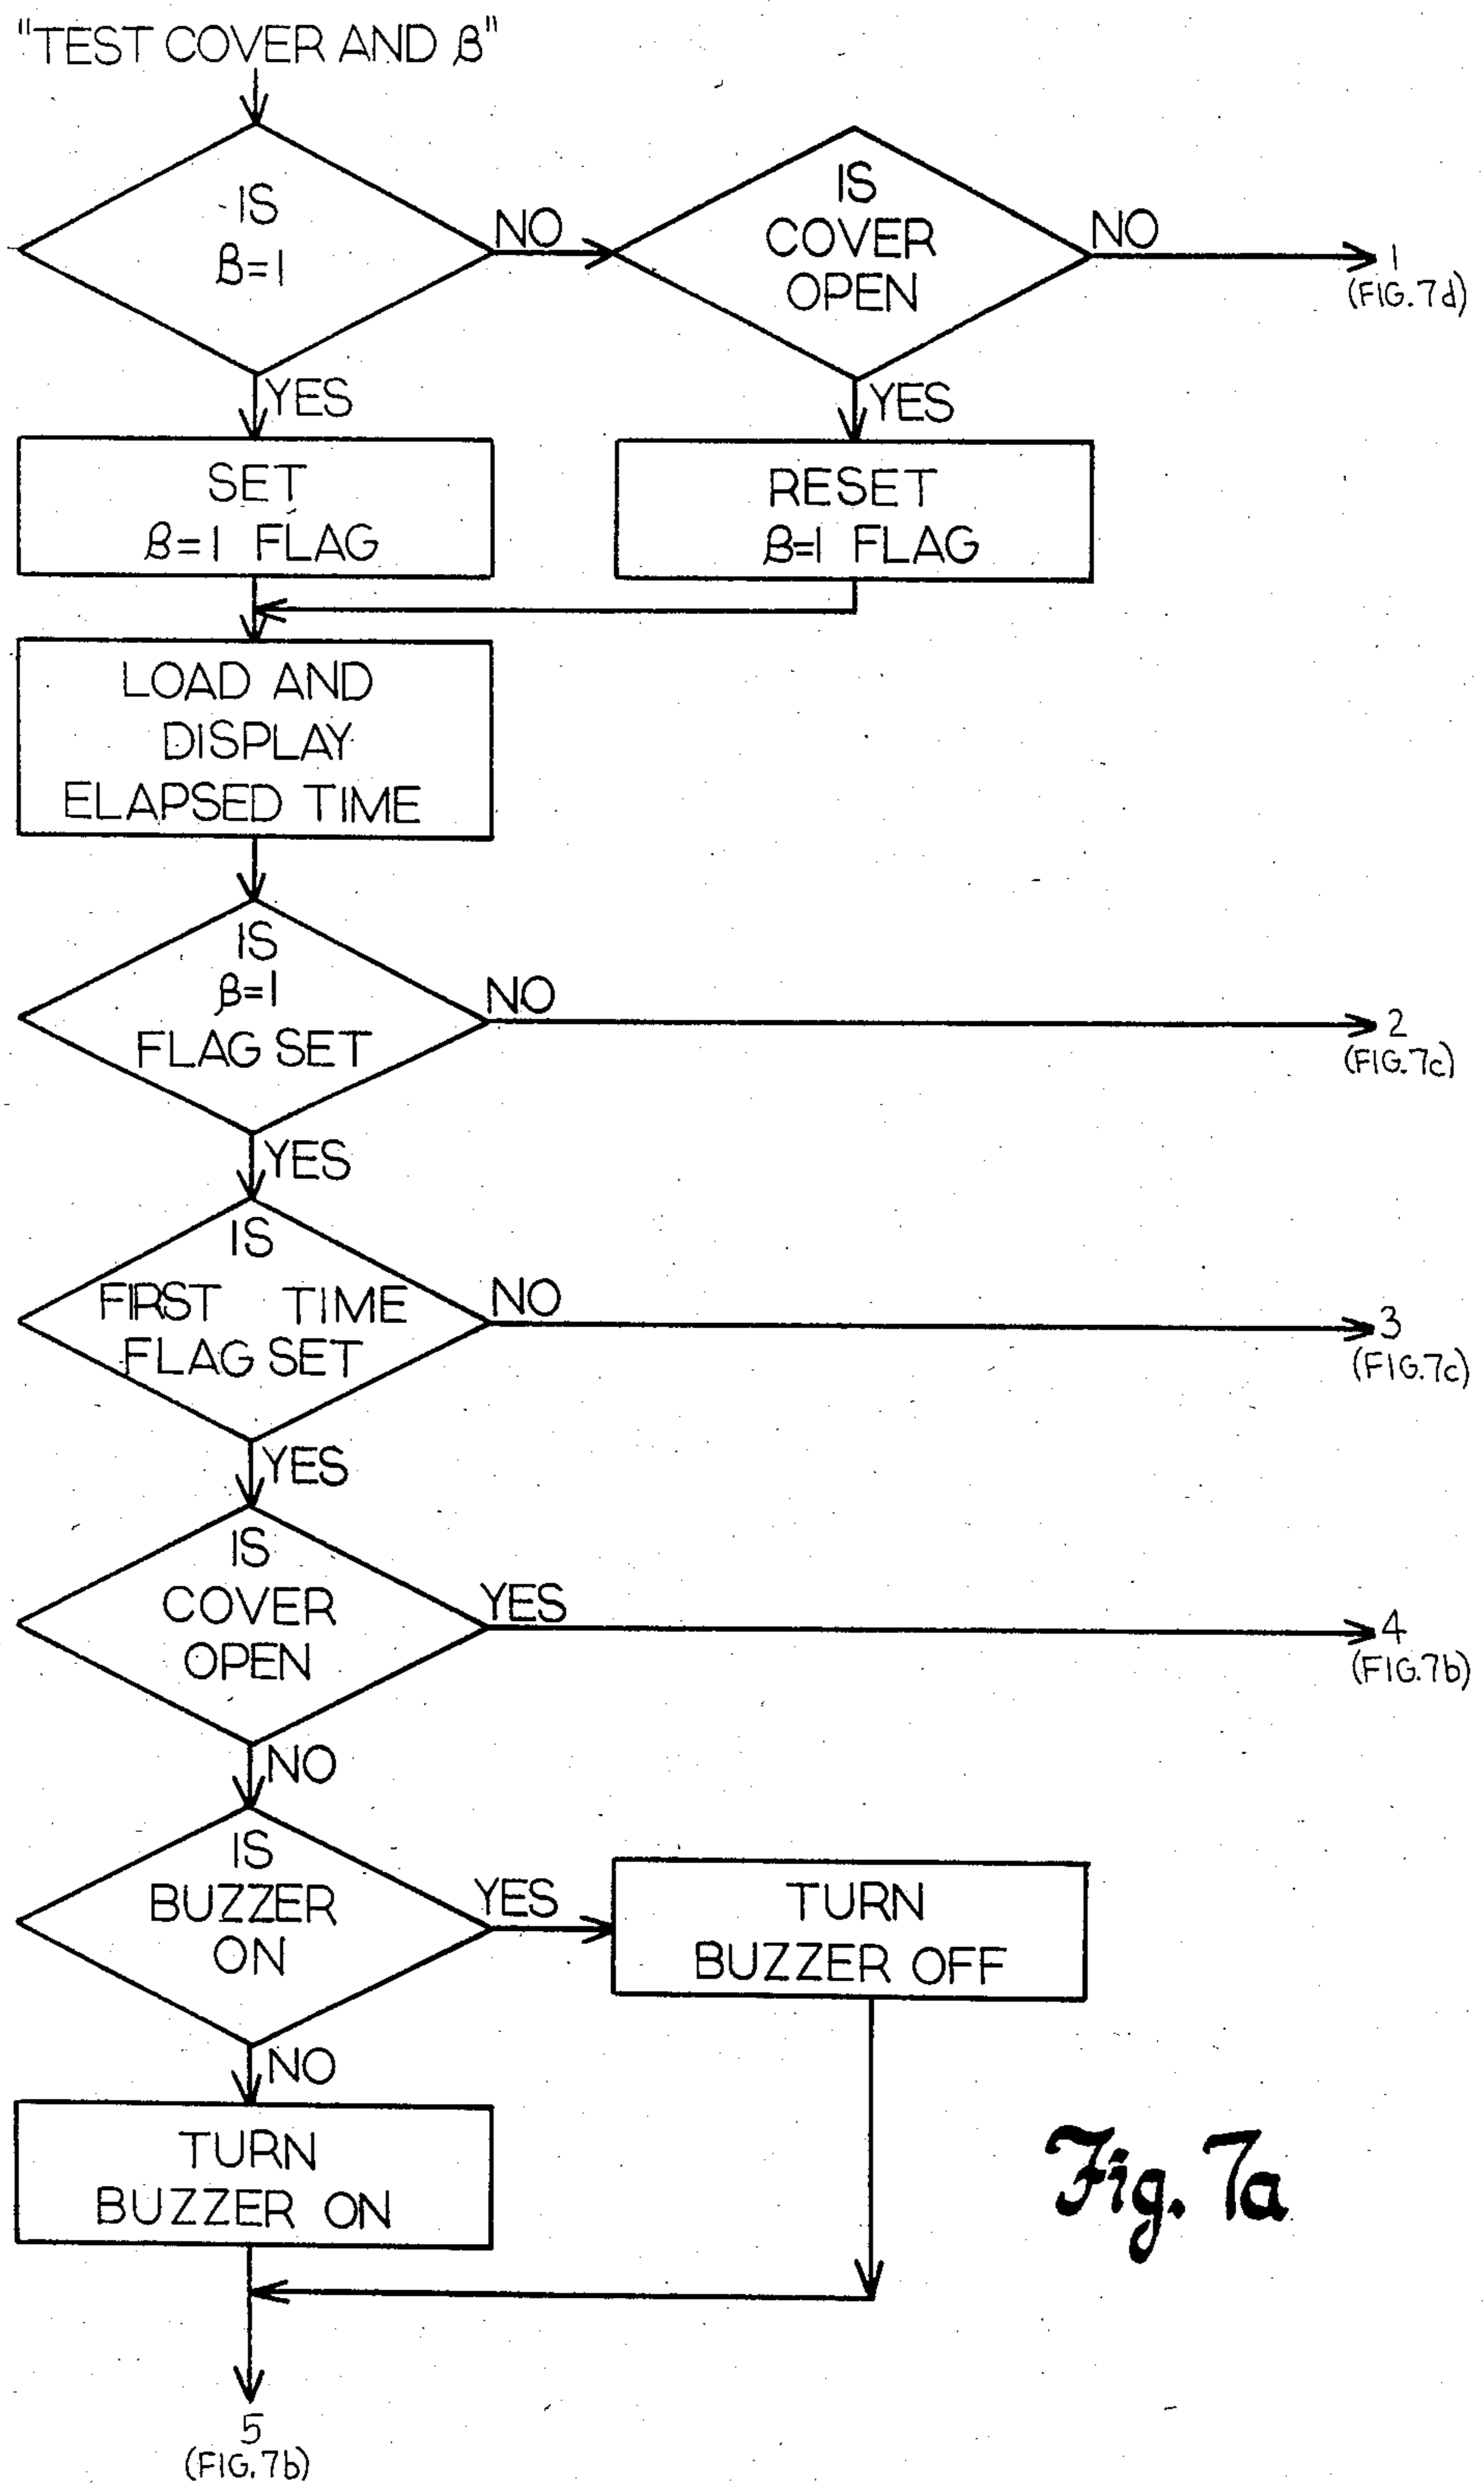 "TEST COVER AND β"
IS
β=1
NO
IS
COVER
OPEN
NO
1
(FIG.7d)
YES
YES
SET
β=1 FLAG
RESET
β=1 FLAG
LOAD AND
DISPLAY
ELAPSED TIME
IS
β=1
FLAG SET
NO
2
(FIG.7c)
YES
IS
FIRST TIME
FLAG SET
NO
3
(FIG.7c)
YES
IS
COVER
OPEN
YES
4
(FIG.7b)
NO
IS
BUZZER
ON
YES
TURN
BUZZER OFF
NO
TURN
BUZZER ON
Fig. 7a
5
(FIG.7b)